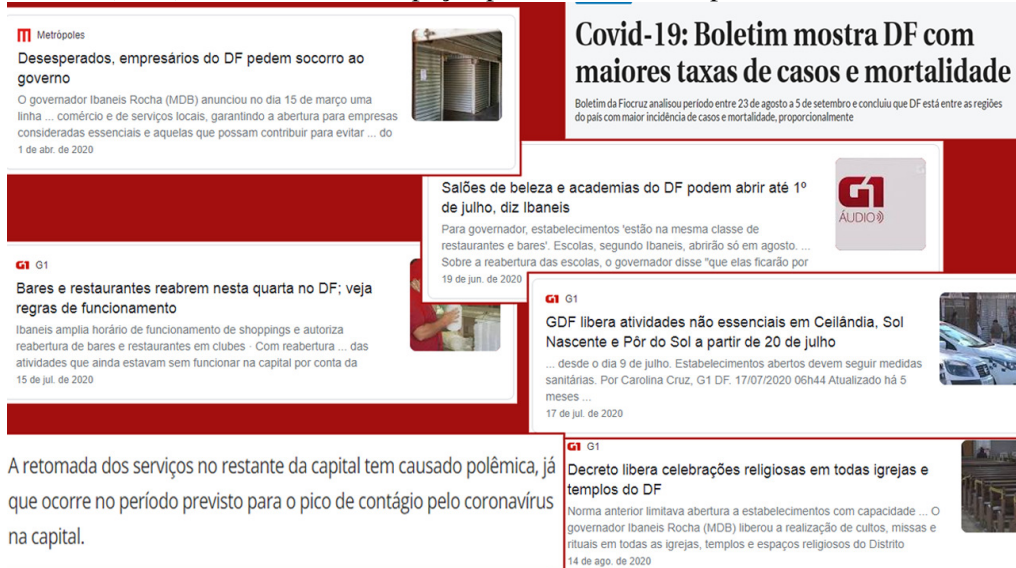 Metrópoles
Desesperados, empresários do DF pedem socorro ao
governo
O governador Ibaneis Rocha (MDB) anunciou no dia 15 de março uma
linha ... comércio e de serviços locais, garantindo a abertura para empresas
consideradas essenciais e aquelas que possam contribuir para evitar ... do
1 de abr. de 2020
Covid-19: Boletim mostra DF com
maiores taxas de casos e mortalidade
Boletim da Fiocruz analisou período entre 23 de agosto a 5 de setembro e concluiu que DF está entre as regiões
do país com maior incidência de casos e mortalidade, proporcionalmente
Salões de beleza e academias do DF podem abrir até 1º
de julho, diz Ibaneis
Para governador, estabelecimentos 'estão na mesma classe de
restaurantes e bares'. Escolas, segundo Ibaneis, abrirão só em agosto. ...
Sobre a reabertura das escolas, o governador disse "que elas ficarão por
19 de jun. de 2020
G1
ÁUDIO
G1 G1
Bares e restaurantes reabrem nesta quarta no DF; veja
regras de funcionamento
Ibaneis amplia horário de funcionamento de shoppings e autoriza
reabertura de bares e restaurantes em clubes · Com reabertura ... das
atividades que ainda estavam sem funcionar na capital por conta da
15 de jul. de 2020
G1 G1
GDF libera atividades não essenciais em Ceilândia, Sol
Nascente e Pôr do Sol a partir de 20 de julho
... desde o dia 9 de julho. Estabelecimentos abertos devem seguir medidas
sanitárias. Por Carolina Cruz, G1 DF. 17/07/2020 06h44 Atualizado há 5
meses ...
17 de jul. de 2020
A retomada dos serviços no restante da capital tem causado polêmica, já
que ocorre no período previsto para o pico de contágio pelo coronavírus
na capital.
G1 G1
Decreto libera celebrações religiosas em todas igrejas e
templos do DF
Norma anterior limitava abertura a estabelecimentos com capacidade ... O
governador Ibaneis Rocha (MDB) liberou a realização de cultos, missas e
rituais em todas as igrejas, templos e espaços religiosos do Distrito
14 de ago. de 2020